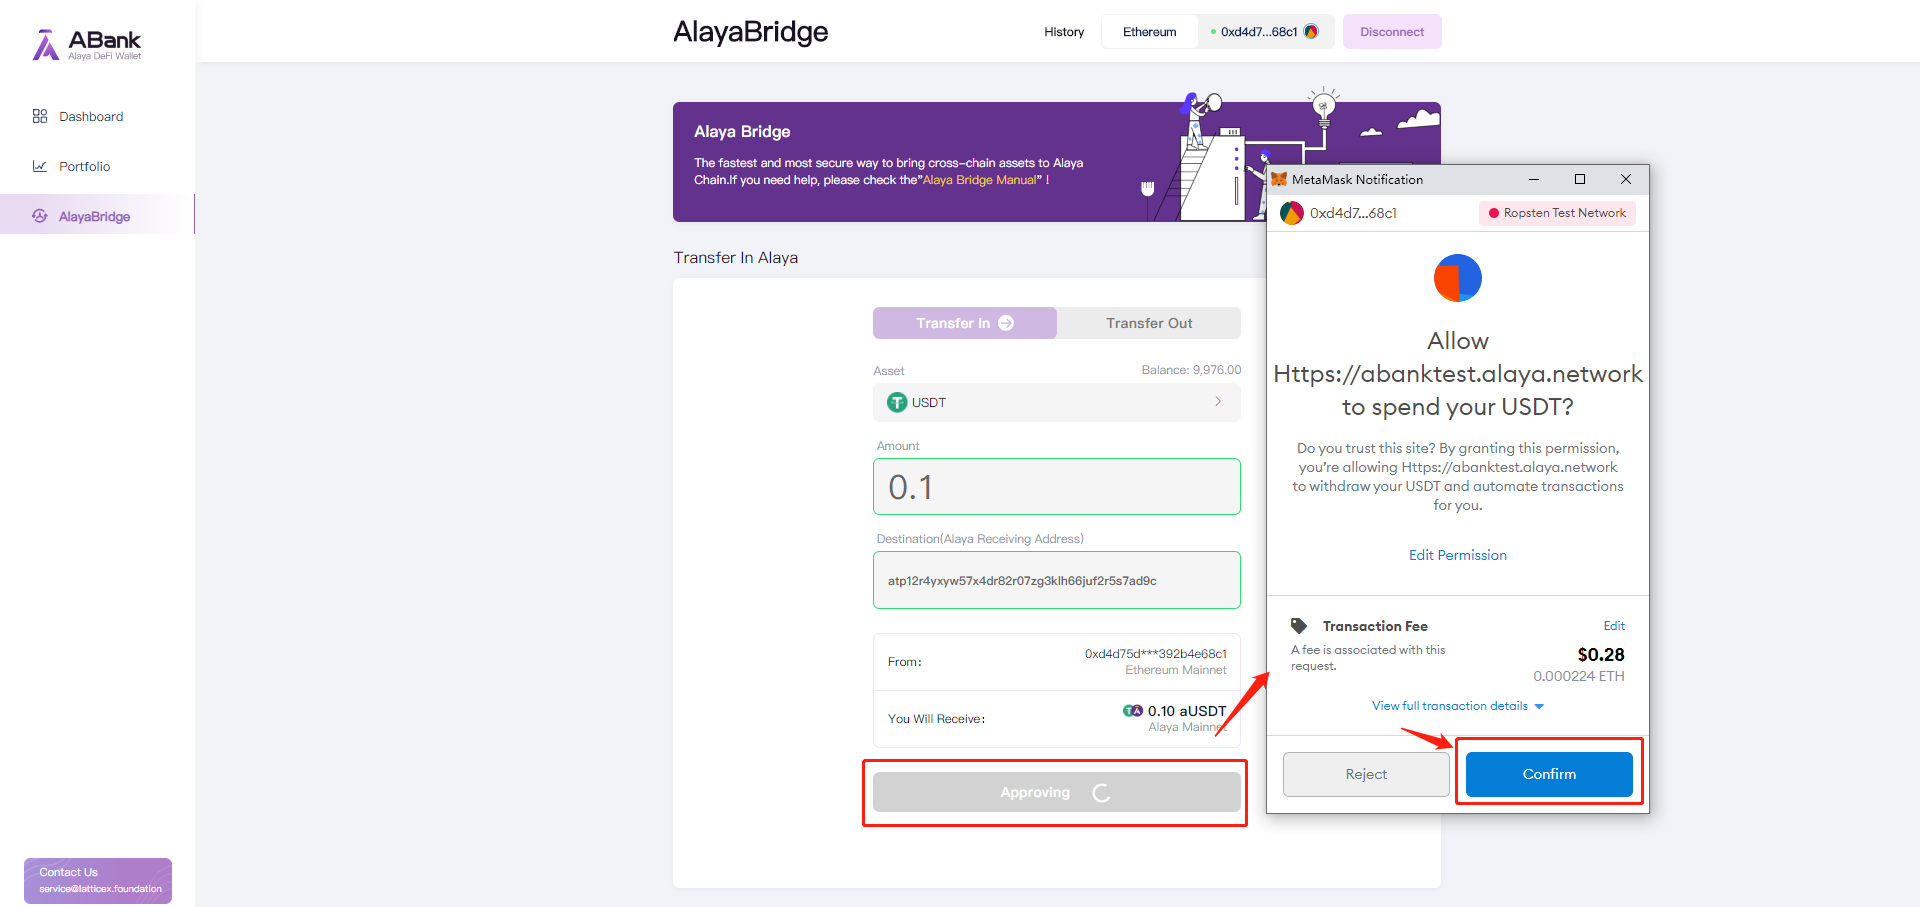 ABank
Alaya DeFi Wallet
AlayaBridge
History
Ethereum
0xd4d7...68c1
Disconnect
Dashboard
Portfolio
AlayaBridge
Alaya Bridge
The fastest and most secure way to bring cross-chain assets to Alaya
Chain.If you need help, please check the"Alaya Bridge Manual" !
Transfer In Alaya
Transfer In
Transfer Out
Asset
Balance: 9,976.00
USDT
Amount
0.1
Destination(Alaya Receiving Address)
atp12r4yxyw57x4dr82r07zg3klh66juf2r5s7ad9c
From:
0xd4d75d***392b4e68c1
Ethereum Mainnet
You Will Receive:
0.10 aUSDT
Alaya Mainnet
Approving
MetaMask Notification
0xd4d7...68c1
Ropsten Test Network
Allow
Https://abanktest.alaya.network
to spend your USDT?
Do you trust this site? By granting this permission,
you're allowing Https://abanktest.alaya.network
to withdraw your USDT and automate transactions
for you.
Edit Permission
Transaction Fee
Edit
A fee is associated with this
request.
$0.28
0.000224 ETH
View full transaction details
Reject
Confirm
Contact Us
service@latticex.foundation